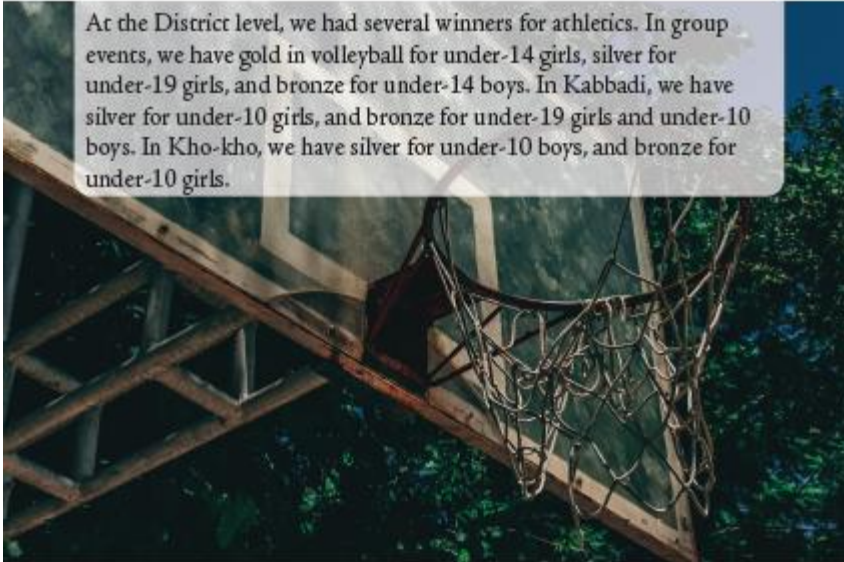 At the District level, we had several winners for athletics. In group
events, we have gold in volleyball for under-14 girls, silver for
under-19 girls, and bronze for under-14 boys. In Kabbadi, we have
silver for under-10 girls, and bronze for under-19 girls and under-10
boys. In Kho-kho, we have silver for under-10 boys, and bronze for
under-10 girls.